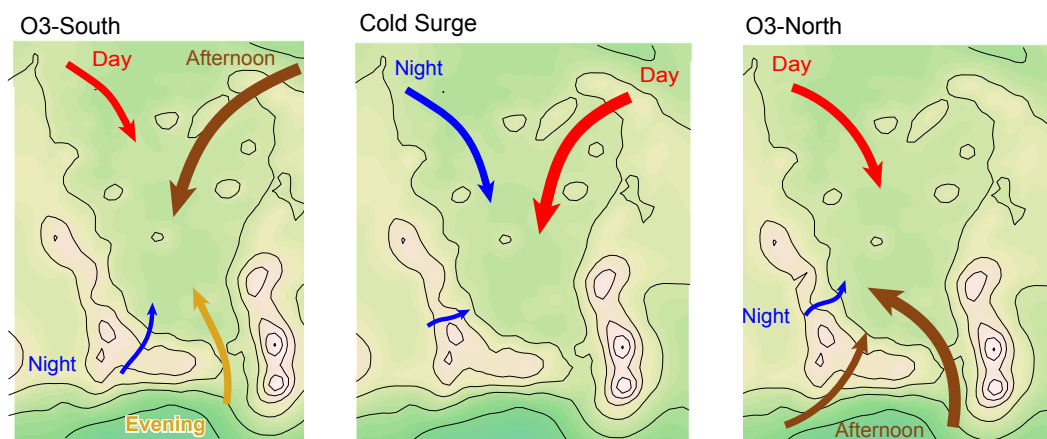 O3-South
Day
Afternoon
Night
Evening
Cold Surge
Night
Day
O3-North
Day
Night
Afternoon